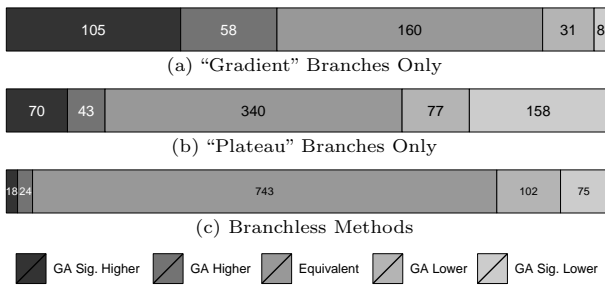 105 58 160 31 8
(a) “Gradient” Branches Only
70 43 340 77 158
(b) “Plateau” Branches Only
18 24 743 102 75
(c) Branchless Methods
GA Sig. Higher GA Higher Equivalent GA Lower GA Sig. Lower